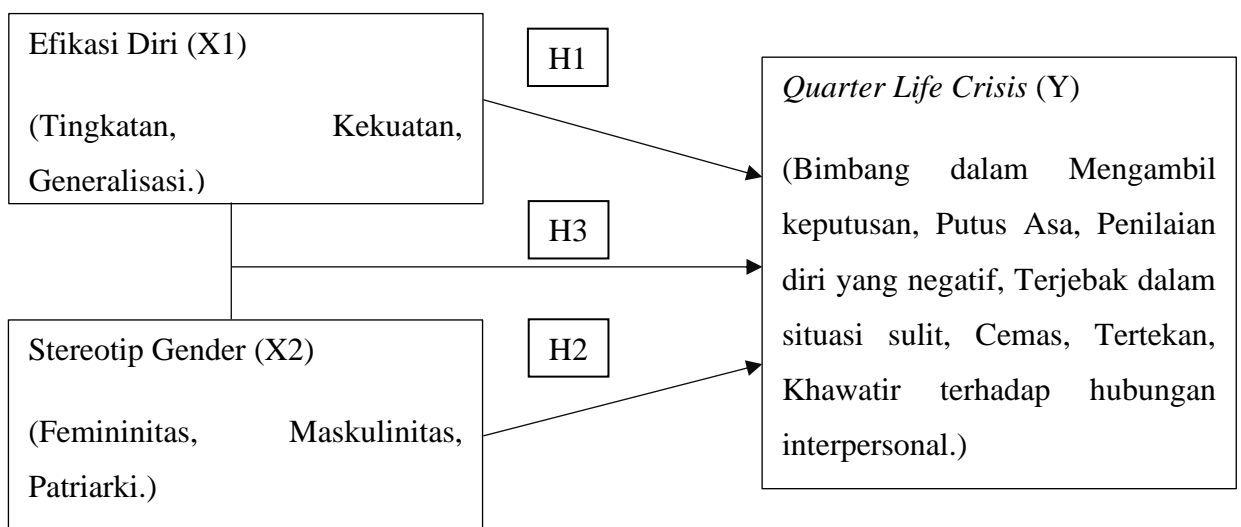 Efikasi Diri (X1)
(Tingkatan, Kekuatan,
Generalisasi.)
H1
H3
Stereotip Gender (X2)
(Femininitas, Maskulinitas,
Patriarki.)
H2
Quarter Life Crisis (Y)
(Bimbang dalam Mengambil
keputusan, Putus Asa, Penilaian
diri yang negatif, Terjebak dalam
situasi sulit, Cemas, Tertekan,
Khawatir terhadap hubungan
interpersonal.)